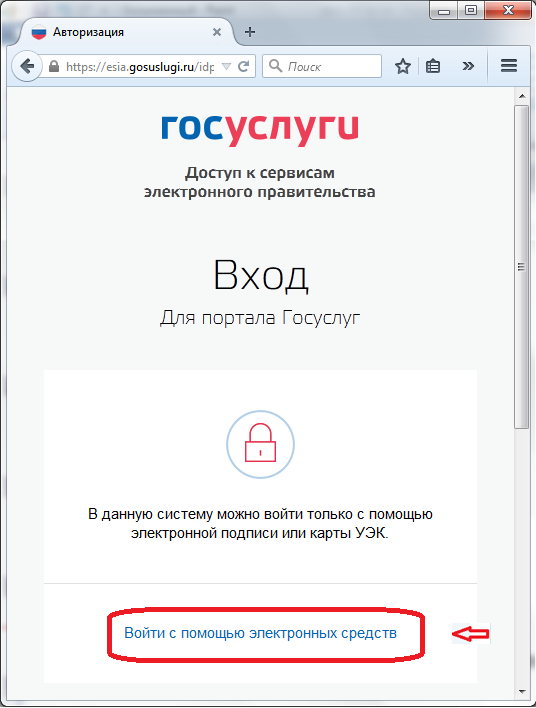 Авторизация
https://esia.gosuslugi.ru/idp
Поиск
госуслуги
Доступ к сервисам
электронного правительства
Вход
Для портала Госуслуг
В данную систему можно войти только с помощью
электронной подписи или карты УЭК.
Войти с помощью электронных средств